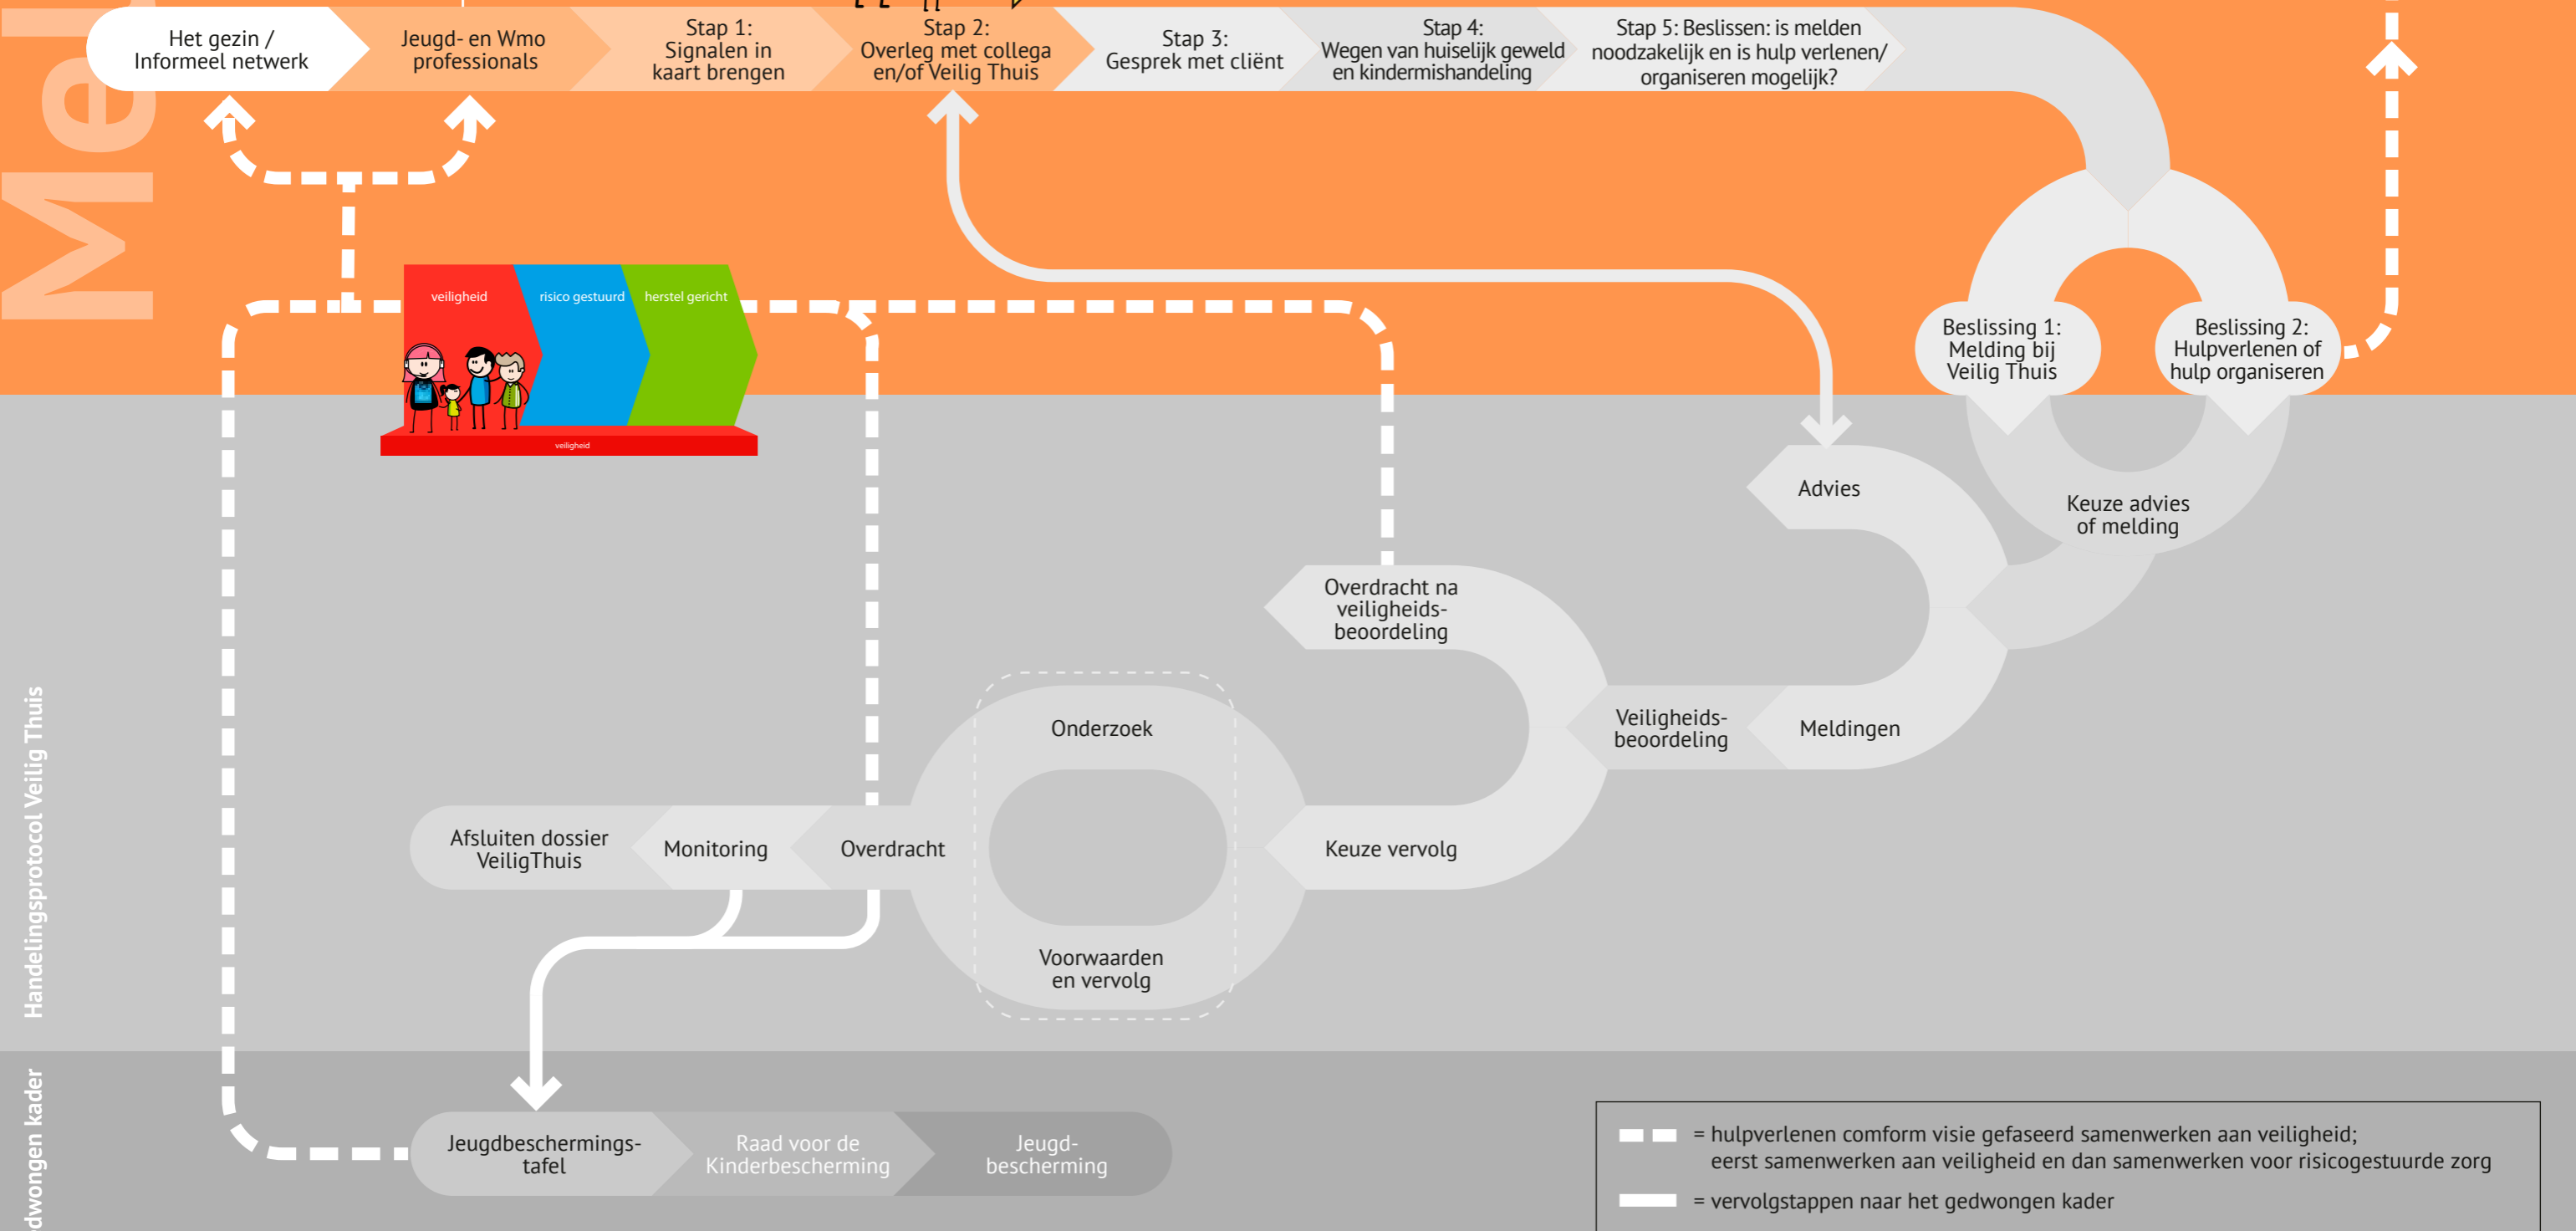 Mel
Het gezin /
Informeel netwerk
Jeugd- en Wmo
professionals
Stap 1:
Signalen in
kaart brengen
Stap 2:
Overleg met collega
en/of Veilig Thuis
Stap 3:
Gesprek met cliënt
Stap 4:
Wegen van huiselijk geweld
en kindermishandeling
Stap 5: Beslissen: is melden
noodzakelijk en is hulp verlenen/
organiseren mogelijk?
veiligheid
risico gestuurd
herstel gericht
veiligheid
Beslissing 1:
Melding bij
Veilig Thuis
Beslissing 2:
Hulpverlenen of
hulp organiseren
Keuze advies
of melding
Advies
Overdracht na
veiligheids-
beoordeling
Handelingsprotocol Veilig Thuis
Onderzoek
Veiligheids-
beoordeling
Meldingen
Afsluiten dossier
VeiligThuis
Monitoring
Overdracht
Keuze vervolg
Voorwaarden
en vervolg
dwongen kader
Jeugdbeschermings-
tafel
Raad voor de
Kinderbescherming
Jeugd-
bescherming
= hulpverlenen comform visie gefaseerd samenwerken aan veiligheid;
eerst samenwerken aan veiligheid en dan samenwerken voor risicogestuurde zorg
= vervolgstappen naar het gedwongen kader